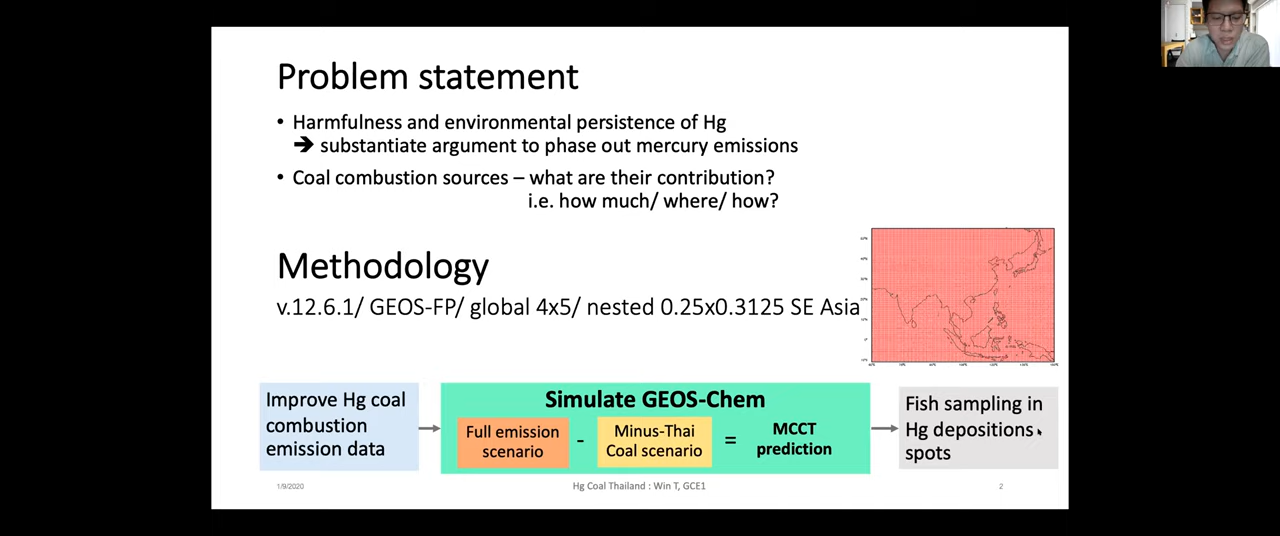 Problem statement
• Harmfulness and environmental persistence of Hg
➔ substantiate argument to phase out mercury emissions
• Coal combustion sources – what are their contribution?
i.e. how much/ where/ how?
Methodology
v.12.6.1/ GEOS-FP/ global 4x5/ nested 0.25x0.3125 SE Asia
Improve Hg coal
combustion
emission data
Simulate GEOS-Chem
Full emission
scenario
-
Minus-Thai
Coal scenario
=
MCCT
prediction
Fish sampling in
Hg depositions
spots
1/9/2020
Hg Coal Thailand : Win T, GCE1
2